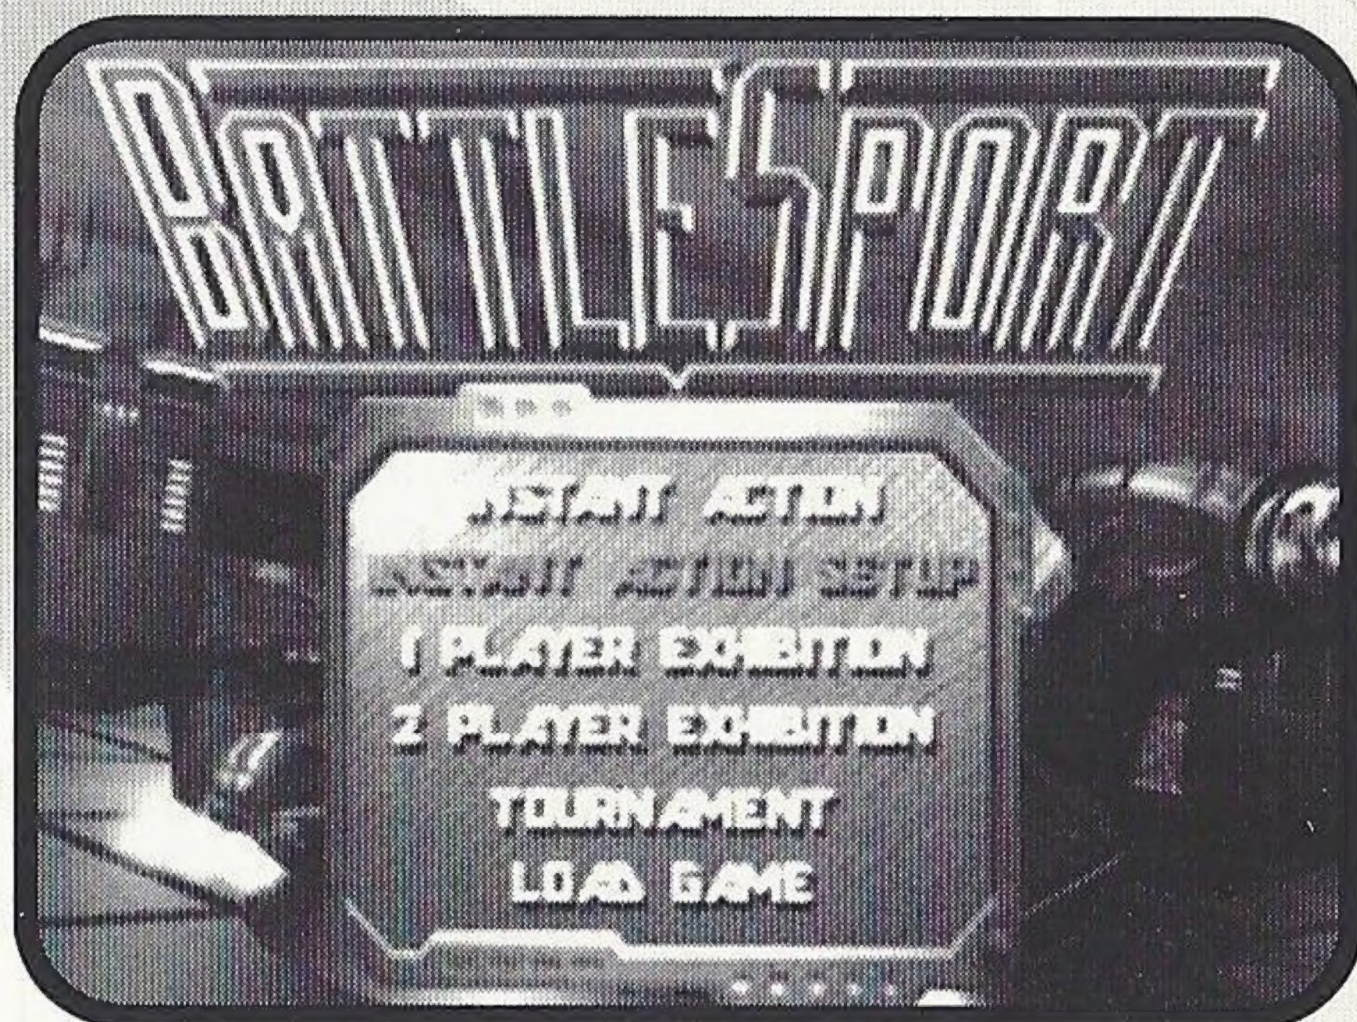 BATTLESPORT
INSTANT ACTION
INSTANT ACTION SETUP
1 PLAYER EXHIBITION
2 PLAYER EXHIBITION
TOURNAMENT
LOAD GAME